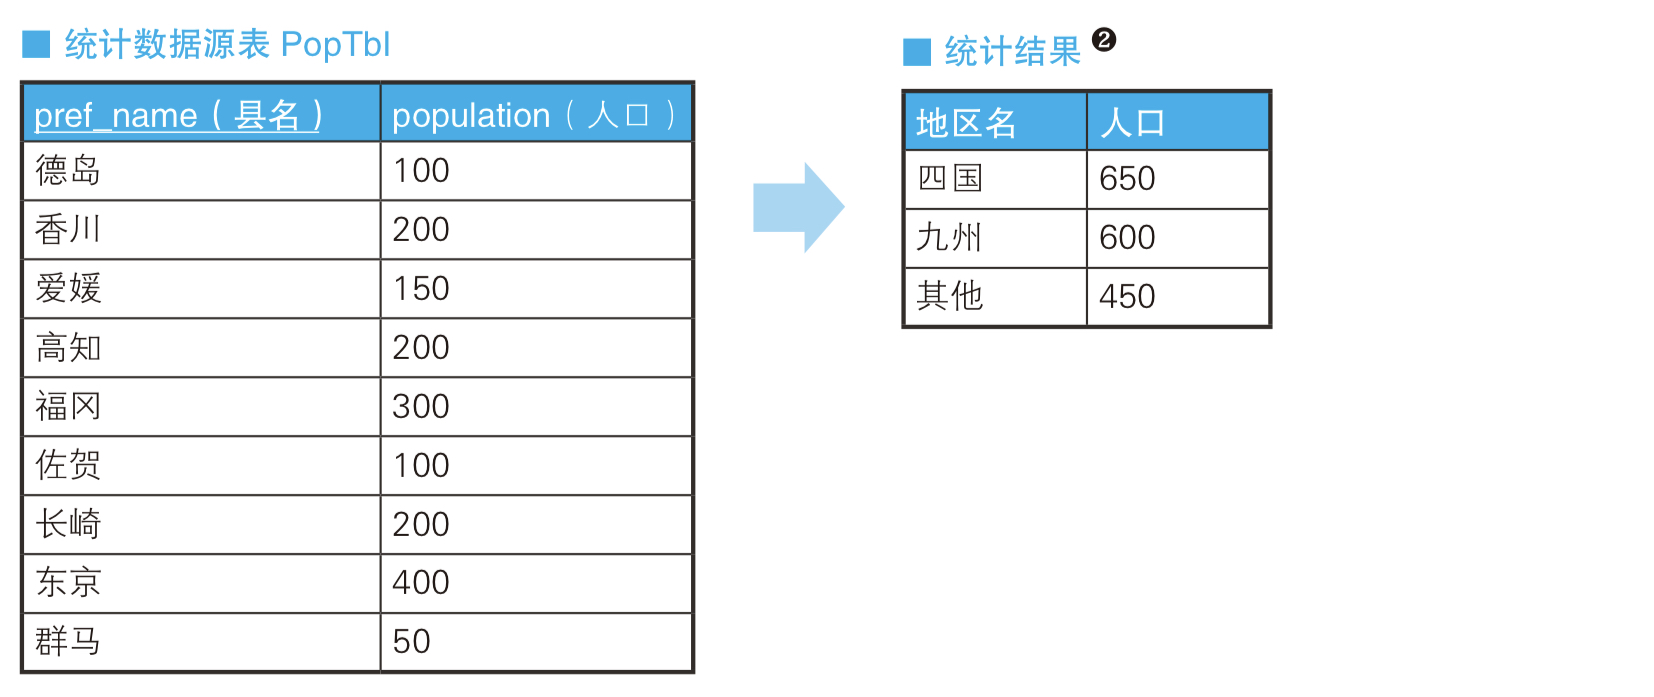 统计数据源表 PopTbl
pref_name（县名） population（人口）
德岛 100
香川 200
爱媛 150
高知 200
福冈 300
佐贺 100
长崎 200
东京 400
群马 50
统计结果 ❷
地区名 人口
四国 650
九州 600
其他 450